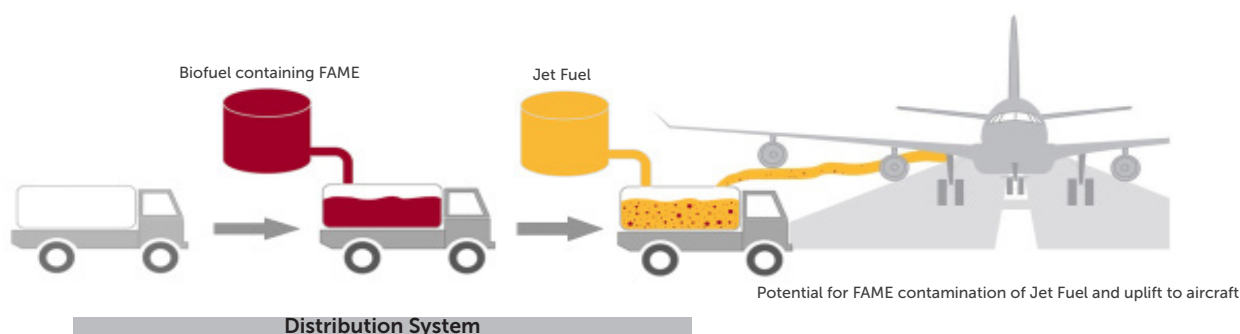 Biofuel containing FAME
Jet Fuel
Potential for FAME contamination of Jet Fuel and uplift to aircraft
Distribution System